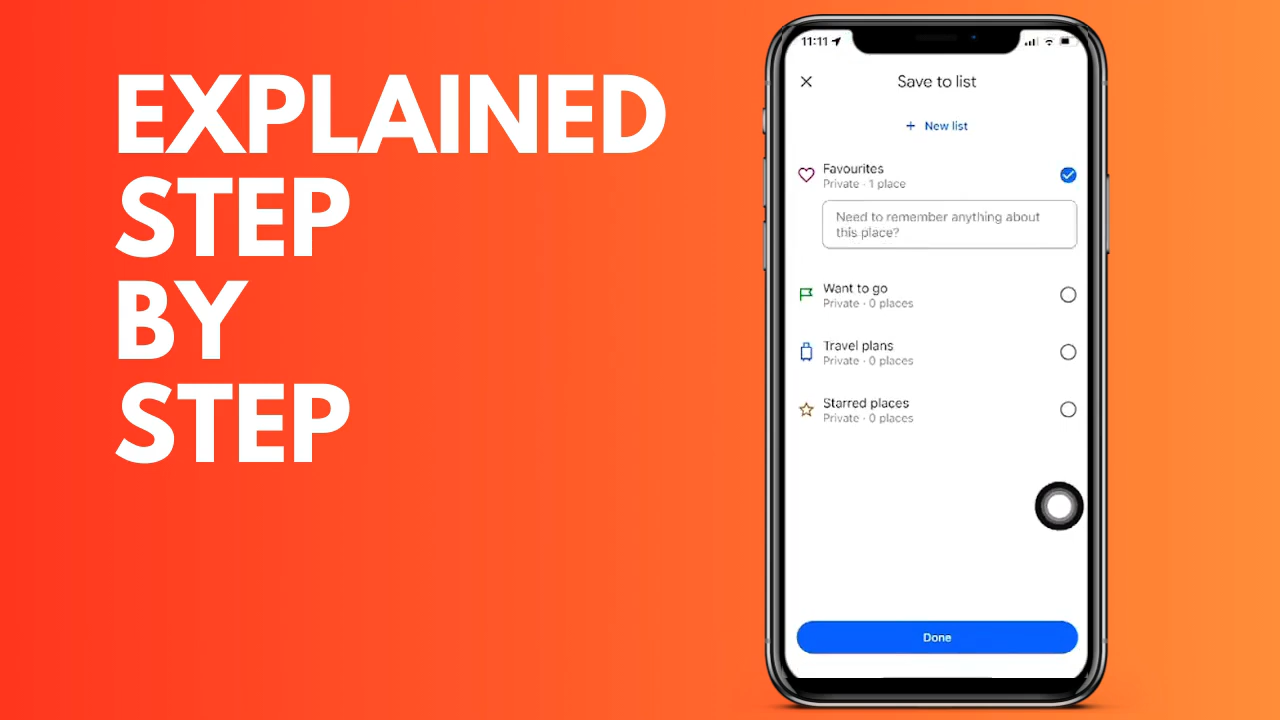 EXPLAINED
STEP
BY
STEP
11:11
Save to list
+ New list
Favourites
Private · 1 place
Need to remember anything about
this place?
Want to go
Private · 0 places
Travel plans
Private · 0 places
Starred places
Private · 0 places
Done